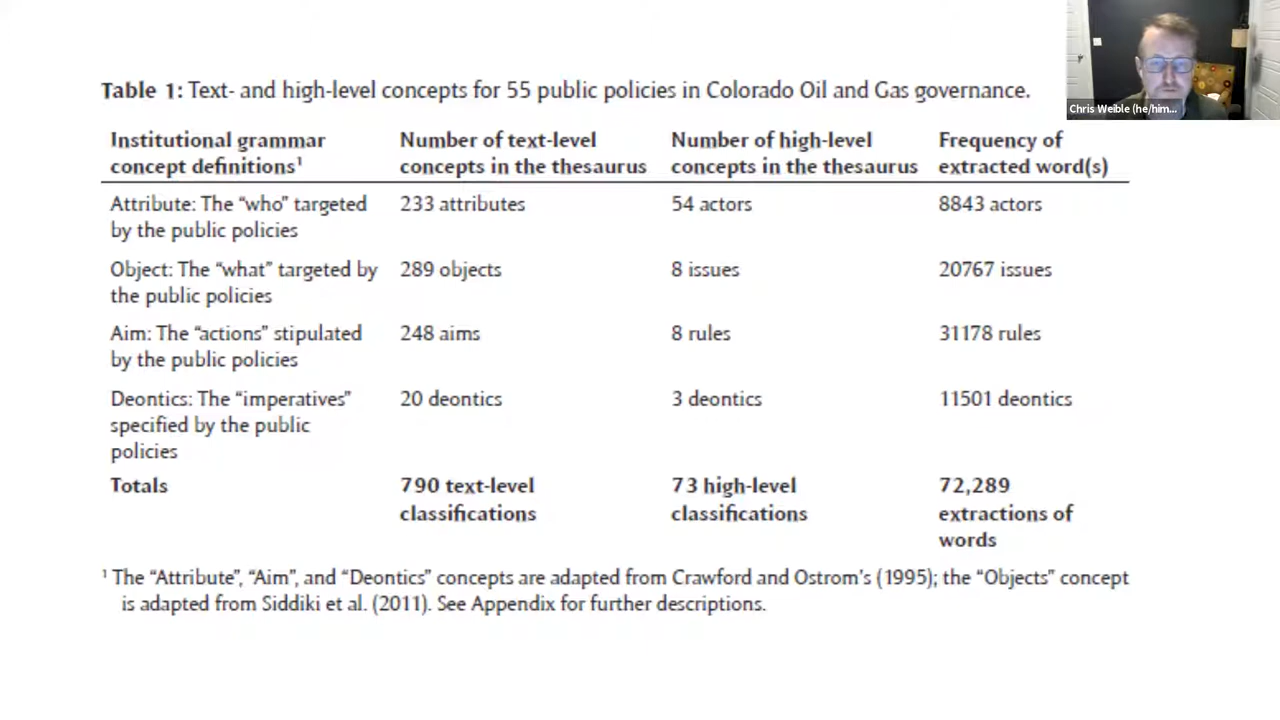 Chris Weible (he/him...
Table 1: Text- and high-level concepts for 55 public policies in Colorado Oil and Gas governance.
Institutional grammar concept definitions¹ Number of text-level concepts in the thesaurus Number of high-level concepts in the thesaurus Frequency of extracted word(s)
Attribute: The “who” targeted by the public policies 233 attributes 54 actors 8843 actors
Object: The “what” targeted by the public policies 289 objects 8 issues 20767 issues
Aim: The “actions” stipulated by the public policies 248 aims 8 rules 31178 rules
Deontics: The “imperatives” specified by the public policies 20 deontics 3 deontics 11501 deontics
Totals 790 text-level classifications 73 high-level classifications 72,289 extractions of words
¹ The “Attribute”, “Aim”, and “Deontics” concepts are adapted from Crawford and Ostrom’s (1995); the “Objects” concept
is adapted from Siddiki et al. (2011). See Appendix for further descriptions.